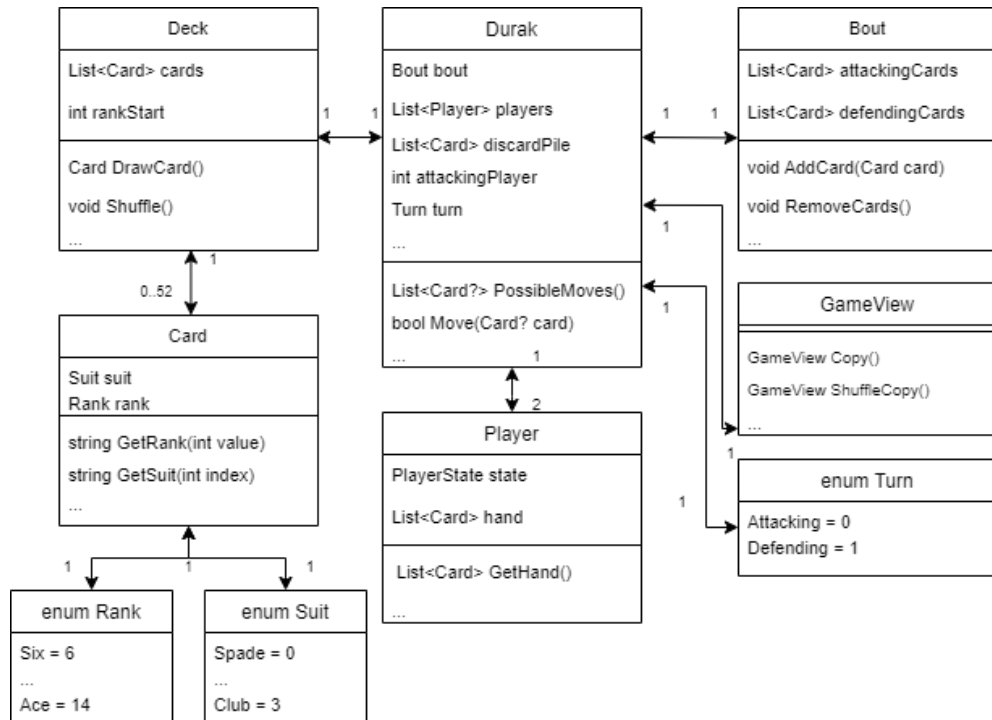 Deck
List<Card> cards
int rankStart
Card DrawCard()
void Shuffle()
...
1
1
Durak
Bout bout
List<Player> players
List<Card> discardPile
int attackingPlayer
Turn turn
...
List<Card?> PossibleMoves()
bool Move(Card? card)
...
1
1
Bout
List<Card> attackingCards
List<Card> defendingCards
void AddCard(Card card)
void RemoveCards()
...
1
0..52
Card
Suit suit
Rank rank
string GetRank(int value)
string GetSuit(int index)
...
1
1
1
enum Rank
Six = 6
...
Ace = 14
enum Suit
Spade = 0
...
Club = 3
1
2
Player
PlayerState state
List<Card> hand
List<Card> GetHand()
...
1
1
GameView
GameView Copy()
GameView ShuffleCopy()
...
1
1
enum Turn
Attacking = 0
Defending = 1